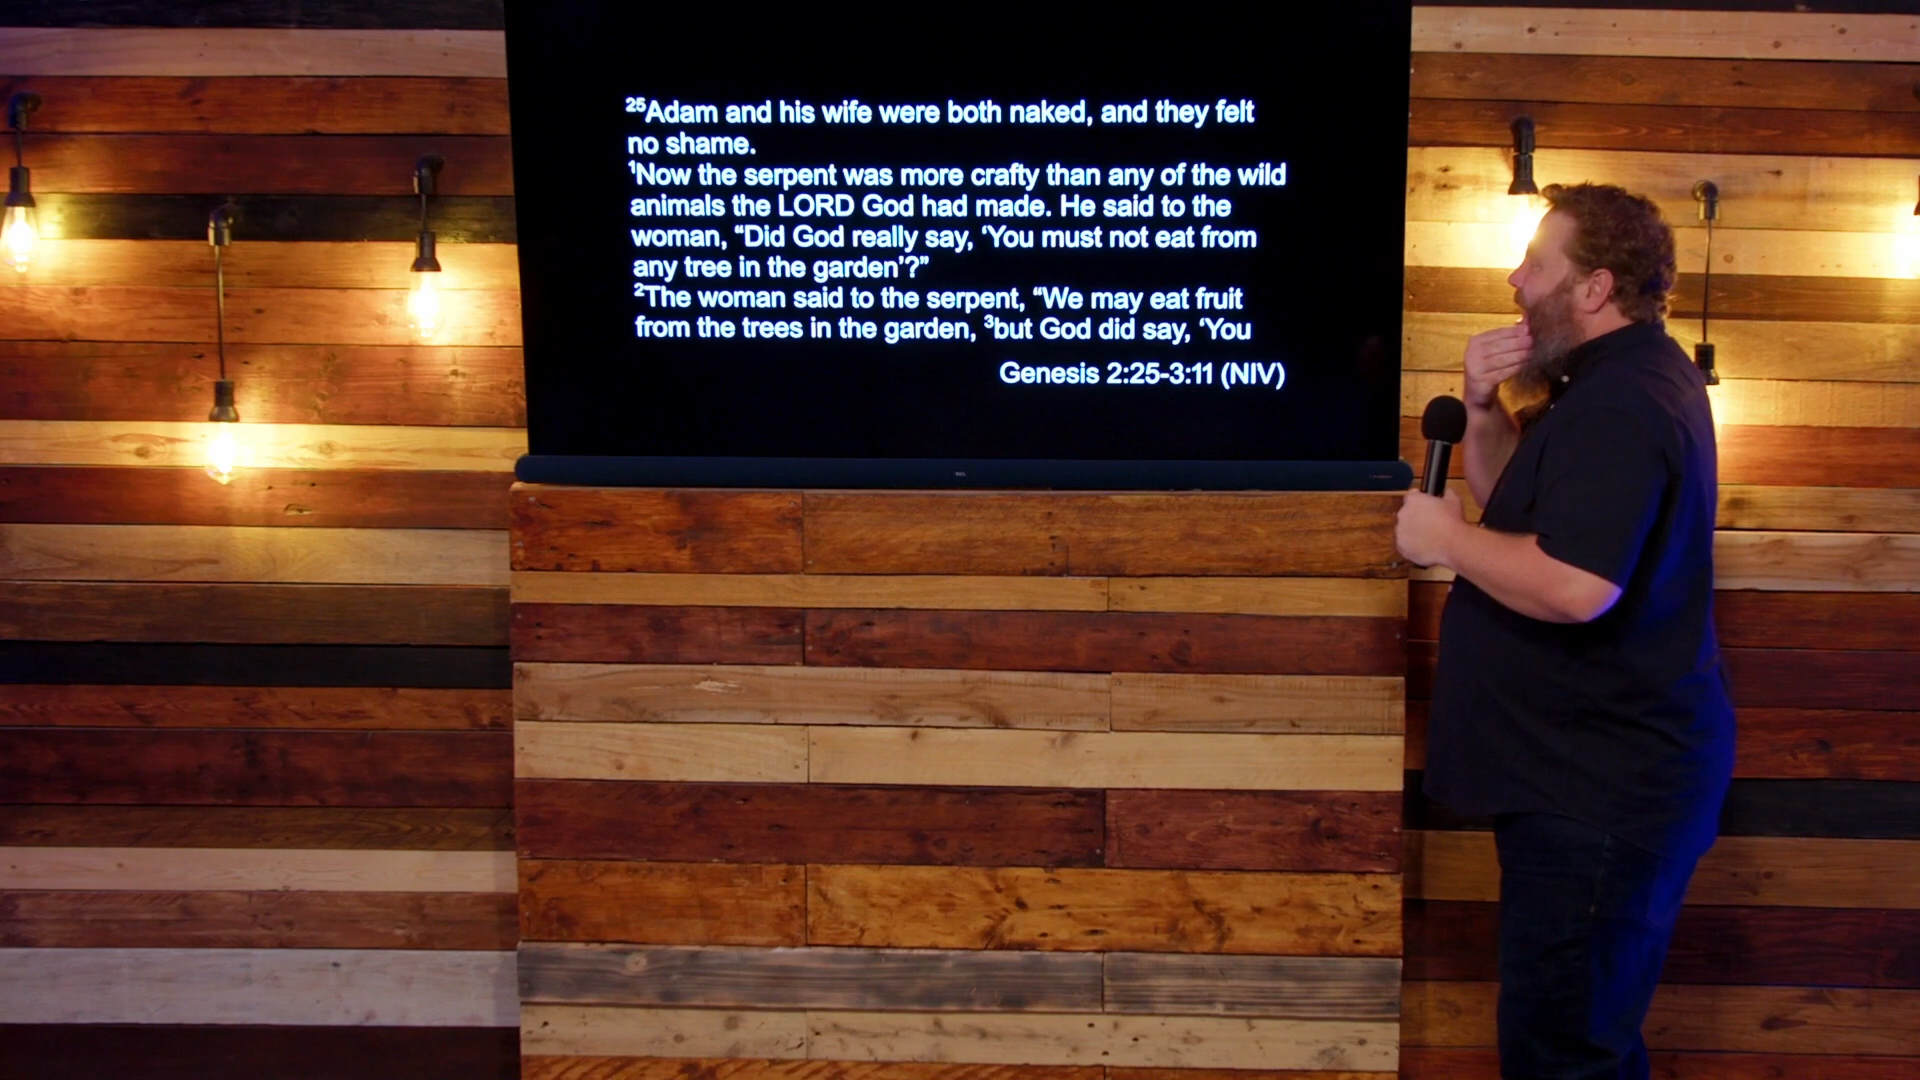 ²⁵Adam and his wife were both naked, and they felt
no shame.
¹Now the serpent was more crafty than any of the wild
animals the LORD God had made. He said to the
woman, “Did God really say, ‘You must not eat from
any tree in the garden’?”
²The woman said to the serpent, “We may eat fruit
from the trees in the garden, ³but God did say, ‘You
Genesis 2:25-3:11 (NIV)
TCL